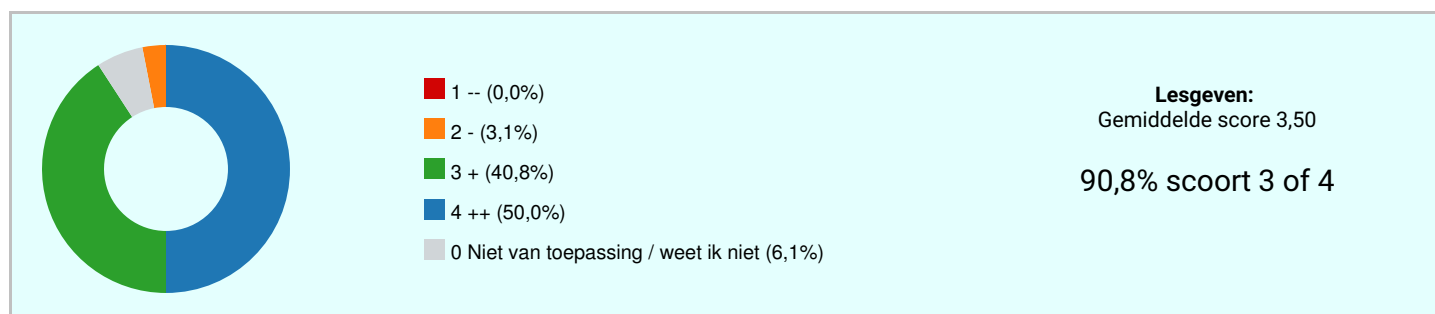 1 -- (0,0%)
2 - (3,1%)
3 + (40,8%)
4 ++ (50,0%)
0 Niet van toepassing / weet ik niet (6,1%)
Lesgeven:
Gemiddelde score 3,50
90,8% scoort 3 of 4